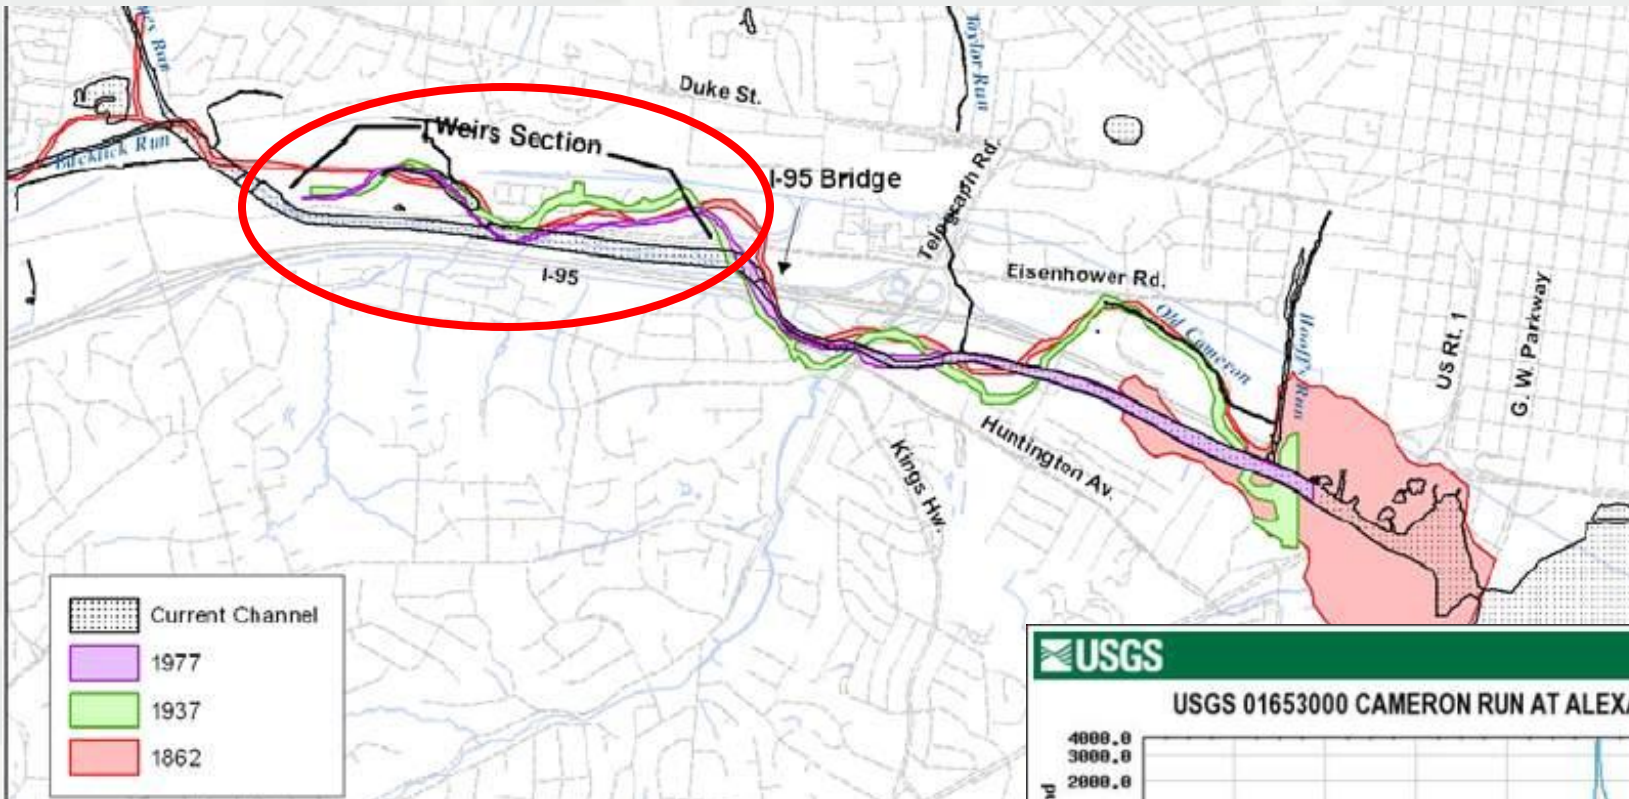 Run
Taylor Run
Duke St.
Weirs Section
Backlick Run
I-95 Bridge
Telegraph Rd.
I-95
Eisenhower Rd.
Old Cameron
Hooff's Run
US Rt. 1
G. W. Parkway
Huntington Av.
Kings Hw.
Current Channel
1977
1937
1862
USGS
USGS 01653000 CAMERON RUN AT ALEXA
4000.0
3000.0
2000.0